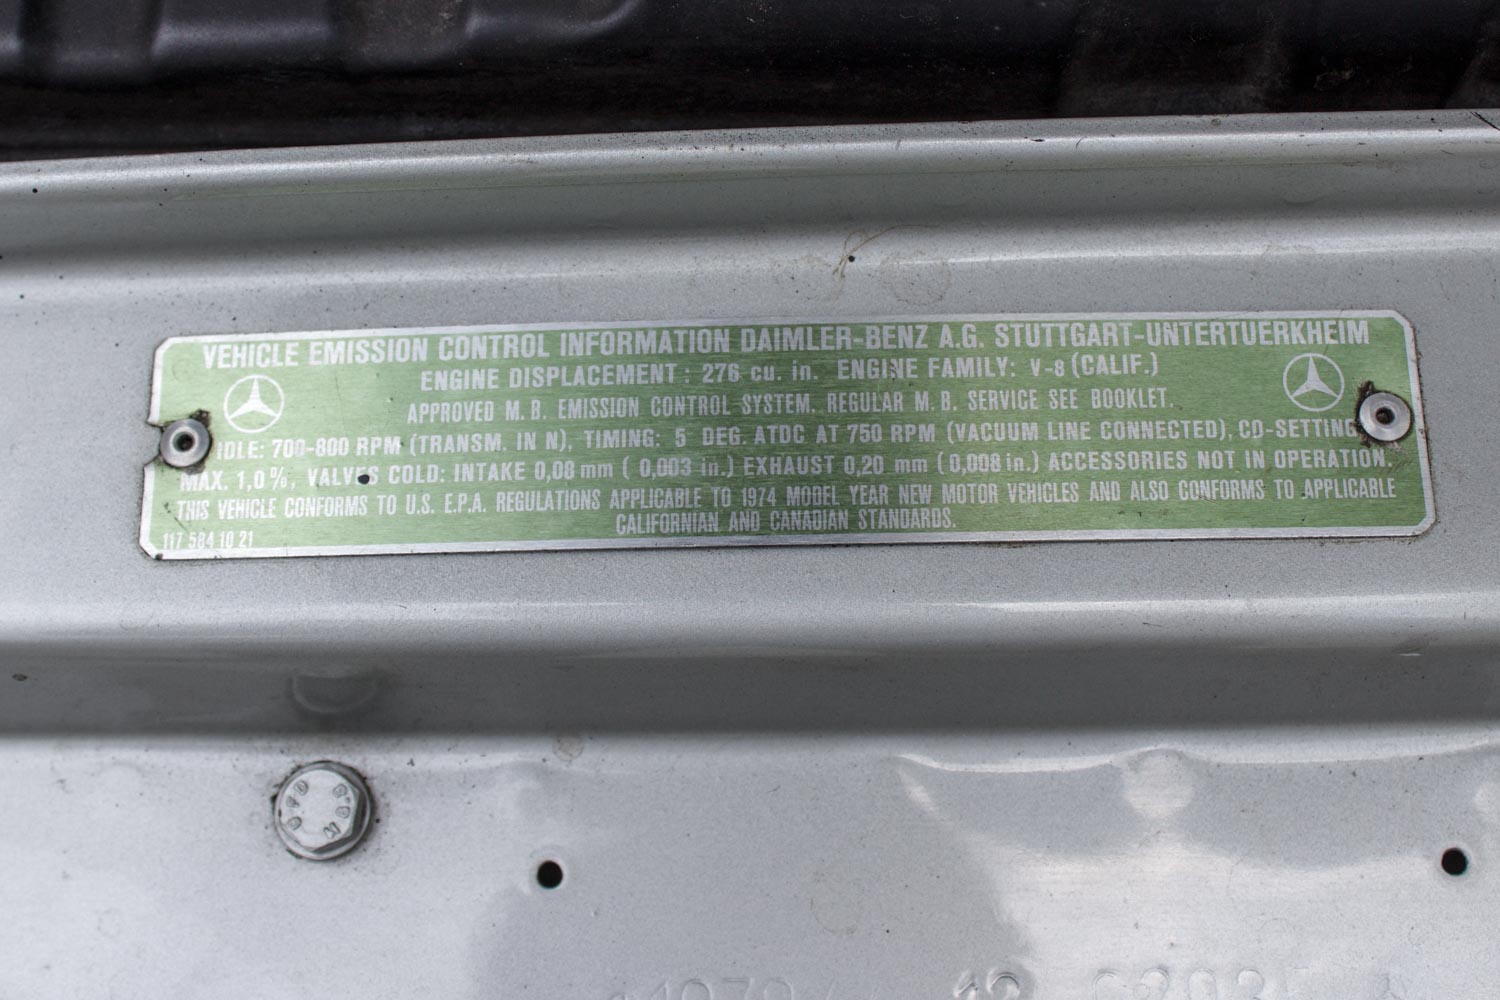 VEHICLE EMISSION CONTROL INFORMATION DAIMLER-BENZ A.G. STUTTGART-UNTERTUERKHEIM
ENGINE DISPLACEMENT: 276 cu. in. ENGINE FAMILY: V-8 (CALIF.)
APPROVED M.B. EMISSION CONTROL SYSTEM. REGULAR M.B. SERVICE SEE BOOKLET.
IDLE: 700-800 RPM (TRANSM. IN N), TIMING: 5 DEG. ATDC AT 750 RPM (VACUUM LINE CONNECTED), CO-SETTING
MAX. 1,0%, VALVES COLD: INTAKE 0,08 mm (0,003 in.) EXHAUST 0,20 mm (0,008 in.) ACCESSORIES NOT IN OPERATION.
THIS VEHICLE CONFORMS TO U.S. E.P.A. REGULATIONS APPLICABLE TO 1974 MODEL YEAR NEW MOTOR VEHICLES AND ALSO CONFORMS TO APPLICABLE
CALIFORNIAN AND CANADIAN STANDARDS.
117 584 10 21